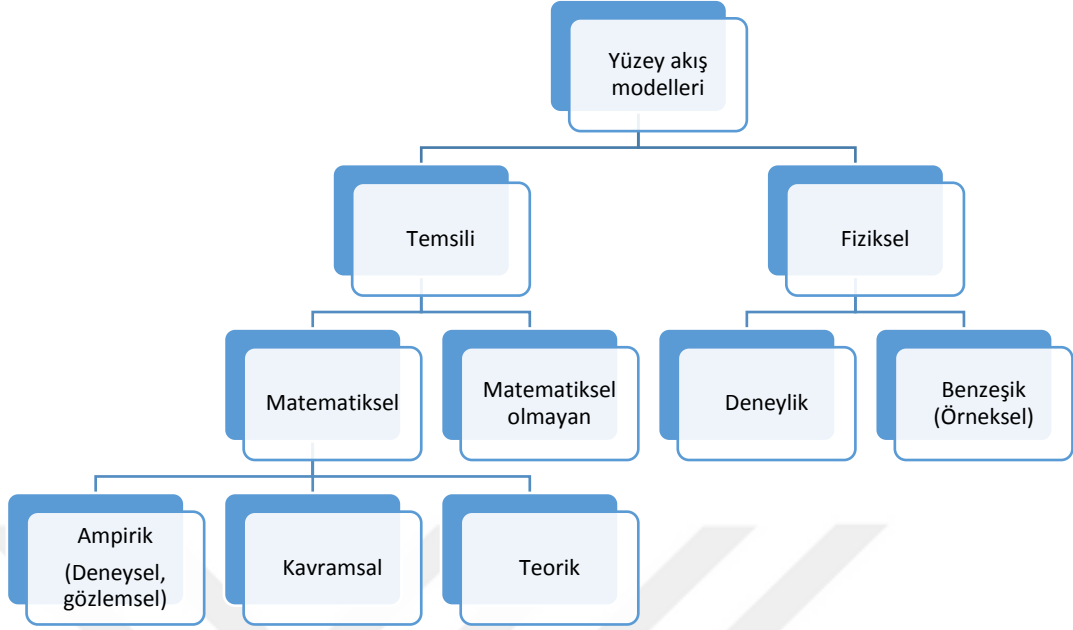 Yüzey akış
modelleri
Temsili
Fiziksel
Matematiksel
Matematiksel
olmayan
Deneylik
Benzeşik
(Örneksel)
Ampirik
(Deneysel,
gözlemsel)
Kavramsal
Teorik